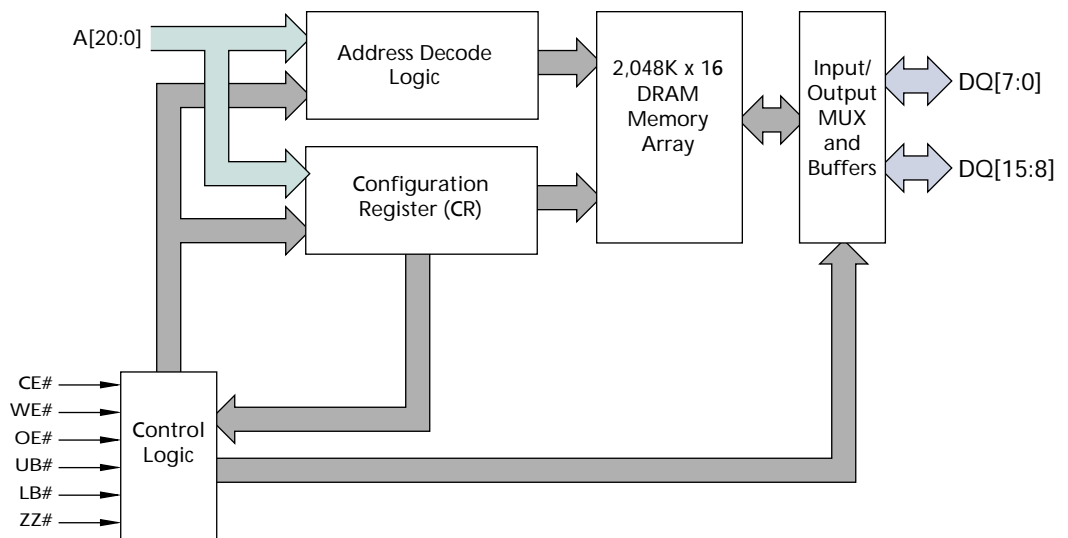 A[20:0]
Address Decode
Logic
2,048K x 16
DRAM
Memory
Array
Input/
Output
MUX
and
Buffers
DQ[7:0]
DQ[15:8]
Configuration
Register (CR)
CE#
WE#
OE#
UB#
LB#
ZZ#
Control
Logic